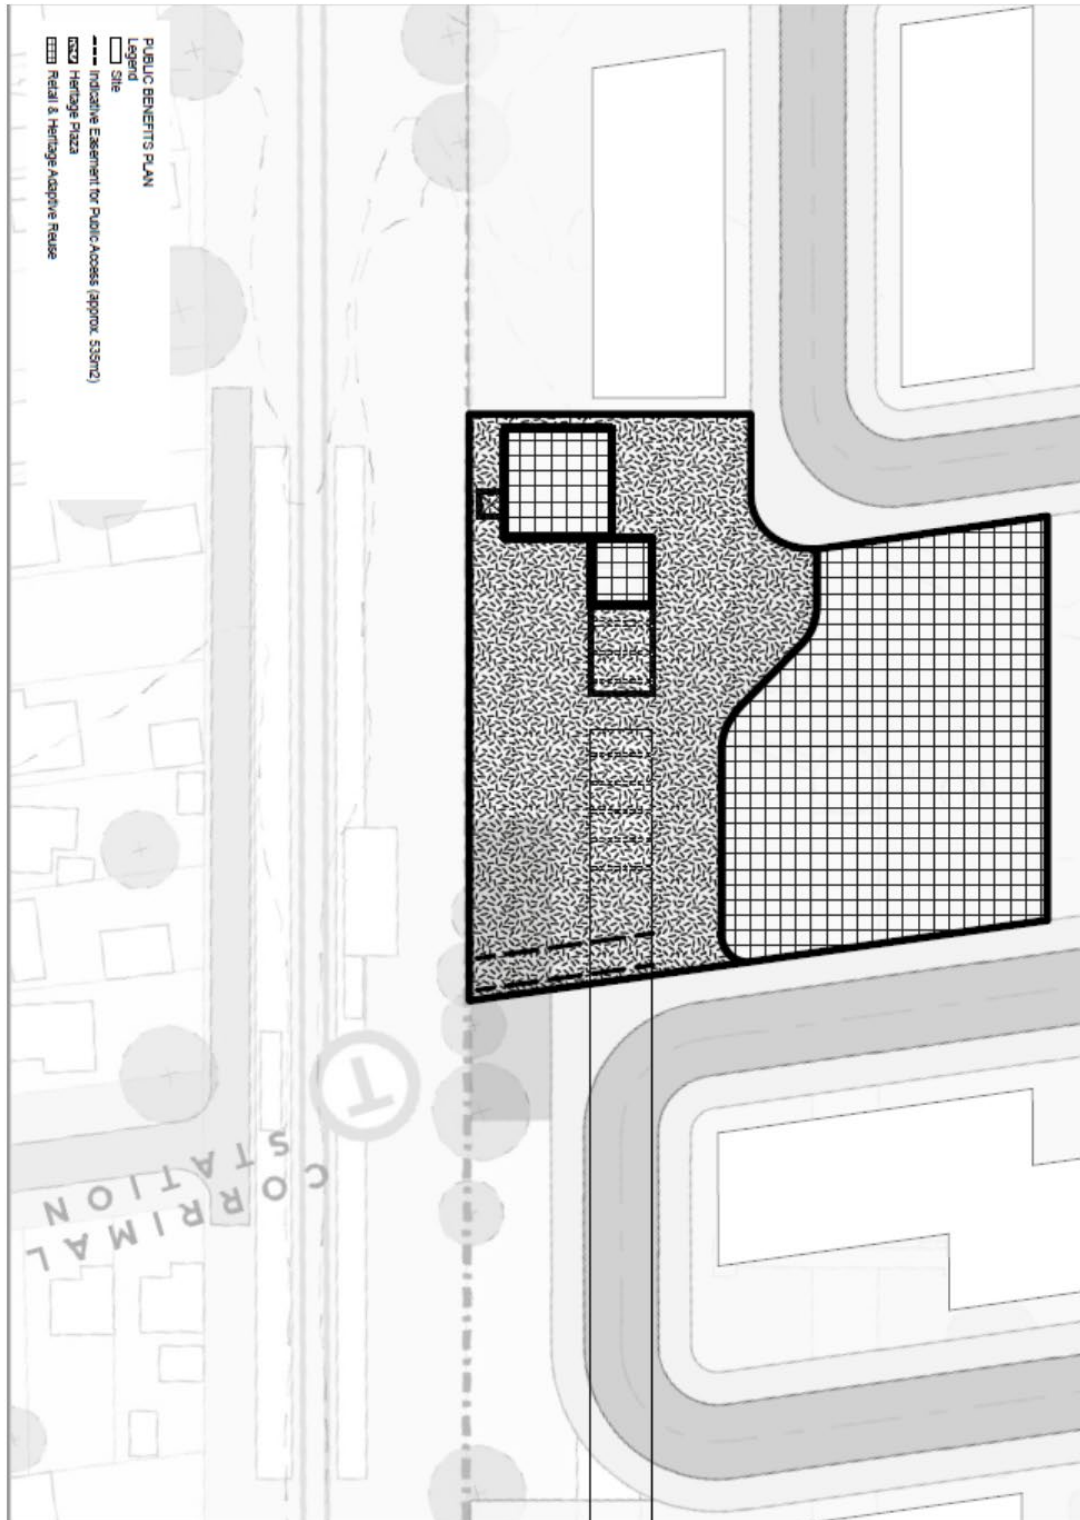 PUBLIC BENEFITS PLAN
Legend
Site
Indicative Easement for Public Access (approx. 535m2)
Heritage Plaza
Retail & Heritage Adaptive Reuse
T
CORRIMAL
STATION